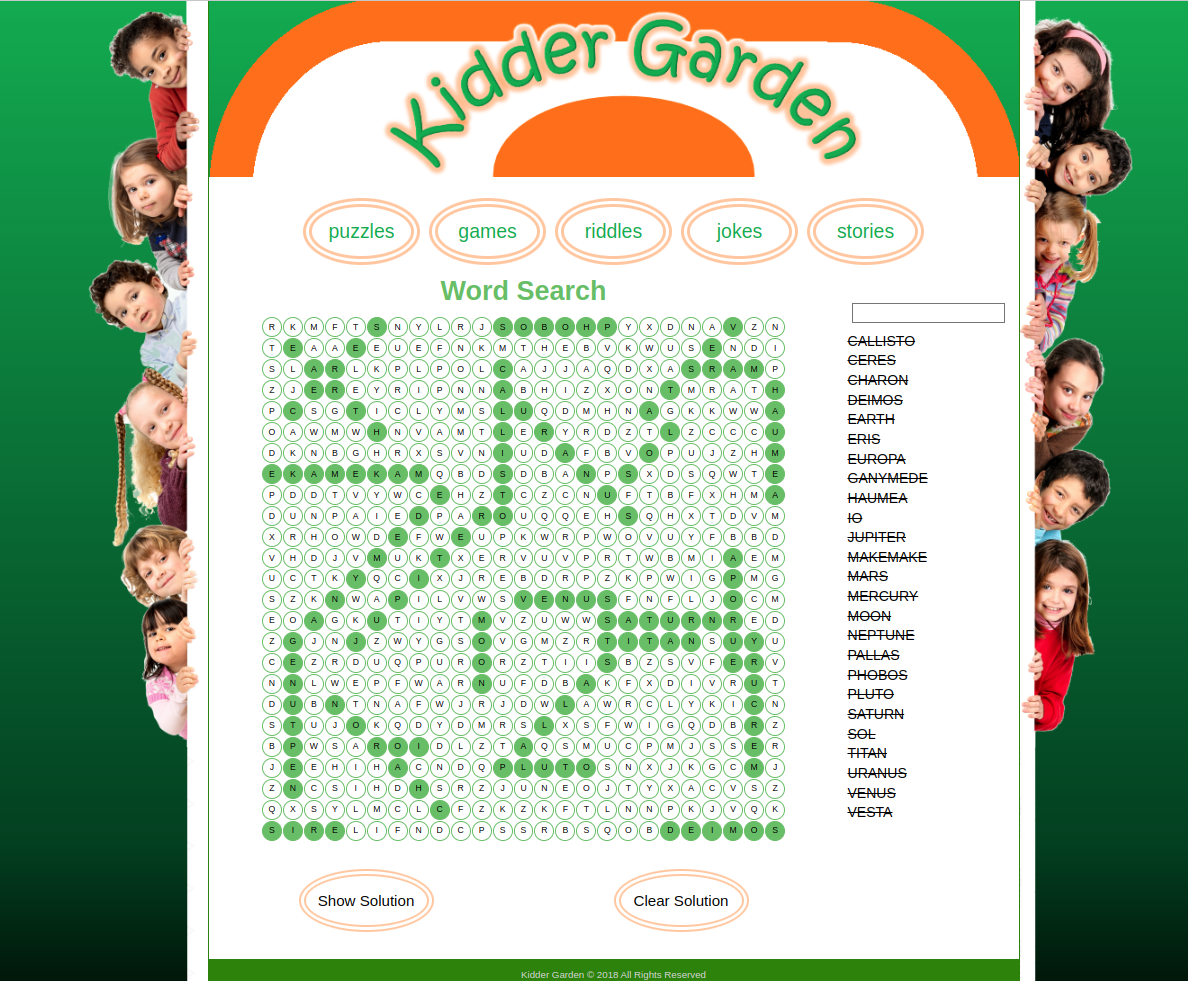 Kidder Garden
puzzles games riddles jokes stories
Word Search
R K M F T S N Y L R J S O B O H P Y X D N A V Z N
T E A A E E U E F N K M T H E B V K W U S E N D I
S L A R L K P L P O L C A J J A Q D X A S R A M P
Z J E R E Y R I P N N A B H I Z X O N T M R A T H
P C S G T I C L Y M S L U Q D M H N A G K K W W A
O A W M W H N V A M T L E R Y R D Z T L Z C C C U
D K N B G H R X S V N I U D A F B V O P U J Z H M
E K A M E K A M Q B D S D B A N P S X D S Q W T E
P D D T V Y W C E H Z T C Z C N U F T B F X H M A
D U N P A I E D P A R O U Q Q E H S Q H X T D V M
X R H O W D E F W E U P K W R P W O V U Y F B B D
V H D J V M U K T X E R V U V P R T W B M I A E M
U C T K Y Q C I X J R E B D R P Z K P W I G P M G
S Z K N W A P I L V W S V E N U S F N F L J O C M
E O A G K U T I Y T M V Z U W W S A T U R N R E D
Z G J N J Z W Y G S O V G M Z R T I T A N S U Y U
C E Z R D U Q P U R O R Z T I I S B Z S V F E R V
N N L W E P F W A R N U F D B A K F X D I V R U T
D U B N T N A F W J R J D W L A W R C L Y K I C N
S T U J O K Q D Y D M R S L X S F W I G Q D B R Z
B P W S A R O I D L Z T A Q S M U C P M J S S E R
J E E H I H A C N D Q P L U T O S N X J K G C M J
Z N C S I H D H S R Z J U N E O J T Y X A C V S Z
Q X S Y L M C L C F Z K Z K F T L N N P K J V Q K
S I R E L I F N D C P S S R B S Q O B D E I M O S
CALLISTO
CERES
CHARON
DEIMOS
EARTH
ERIS
EUROPA
GANYMEDE
HAUMEA
IO
JUPITER
MAKEMAKE
MARS
MERCURY
MOON
NEPTUNE
PALLAS
PHOBOS
PLUTO
SATURN
SOL
TITAN
URANUS
VENUS
VESTA
Show Solution Clear Solution
Kidder Garden © 2018 All Rights Reserved